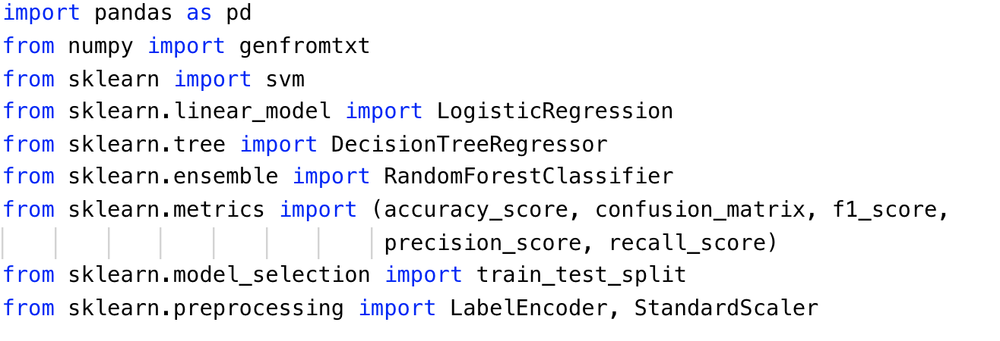 import pandas as pd
from numpy import genfromtxt
from sklearn import svm
from sklearn.linear_model import LogisticRegression
from sklearn.tree import DecisionTreeRegressor
from sklearn.ensemble import RandomForestClassifier
from sklearn.metrics import (accuracy_score, confusion_matrix, f1_score,
                             precision_score, recall_score)
from sklearn.model_selection import train_test_split
from sklearn.preprocessing import LabelEncoder, StandardScaler